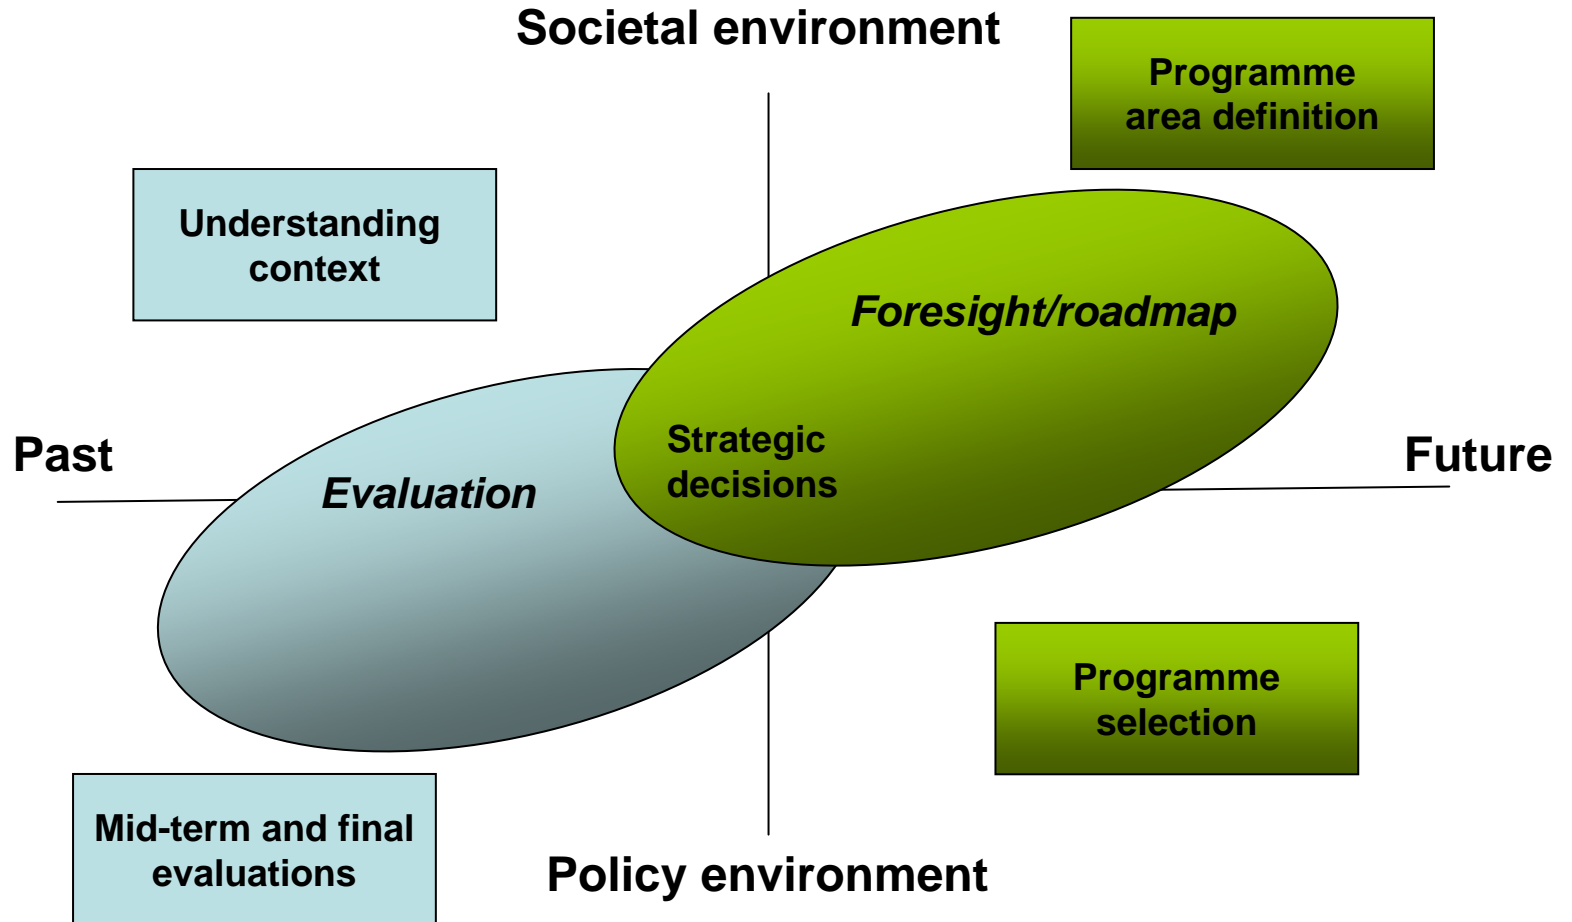 Societal environment
Programme
area definition
Understanding
context
Foresight/roadmap
Strategic
decisions
Past
Future
Evaluation
Programme
selection
Mid-term and final
evaluations
Policy environment